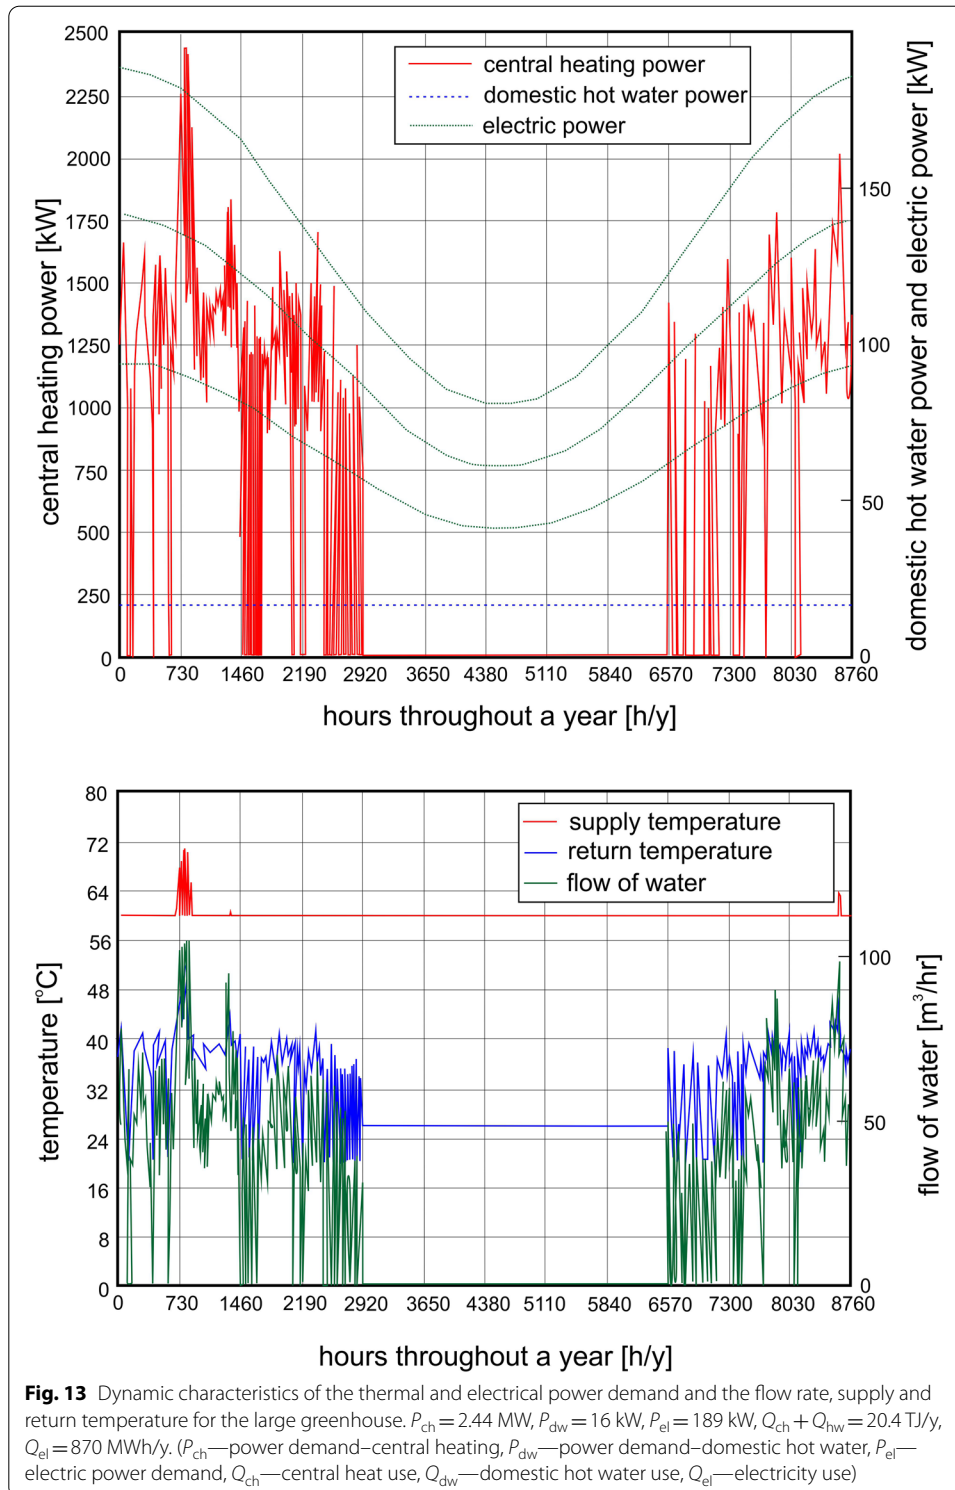 2500
2250
2000
1750
1500
1250
1000
750
500
250
0
central heating power [kW]
central heating power
domestic hot water power
electric power
150
100
50
0
domestic hot water power and electric power [kW]
0 730 1460 2190 2920 3650 4380 5110 5840 6570 7300 8030 8760
hours throughout a year [h/y]
80
72
64
56
48
40
32
24
16
8
0
temperature [°C]
supply temperature
return temperature
flow of water
100
50
0
flow of water [m³/hr]
0 730 1460 2190 2920 3650 4380 5110 5840 6570 7300 8030 8760
hours throughout a year [h/y]
Fig. 13 Dynamic characteristics of the thermal and electrical power demand and the flow rate, supply and
return temperature for the large greenhouse. Pch = 2.44 MW, Pdw = 16 kW, Pel = 189 kW, Qch + Qhw = 20.4 TJ/y,
Qel = 870 MWh/y. (Pch—power demand–central heating, Pdw—power demand–domestic hot water, Pel—
electric power demand, Qch—central heat use, Qdw—domestic hot water use, Qel—electricity use)